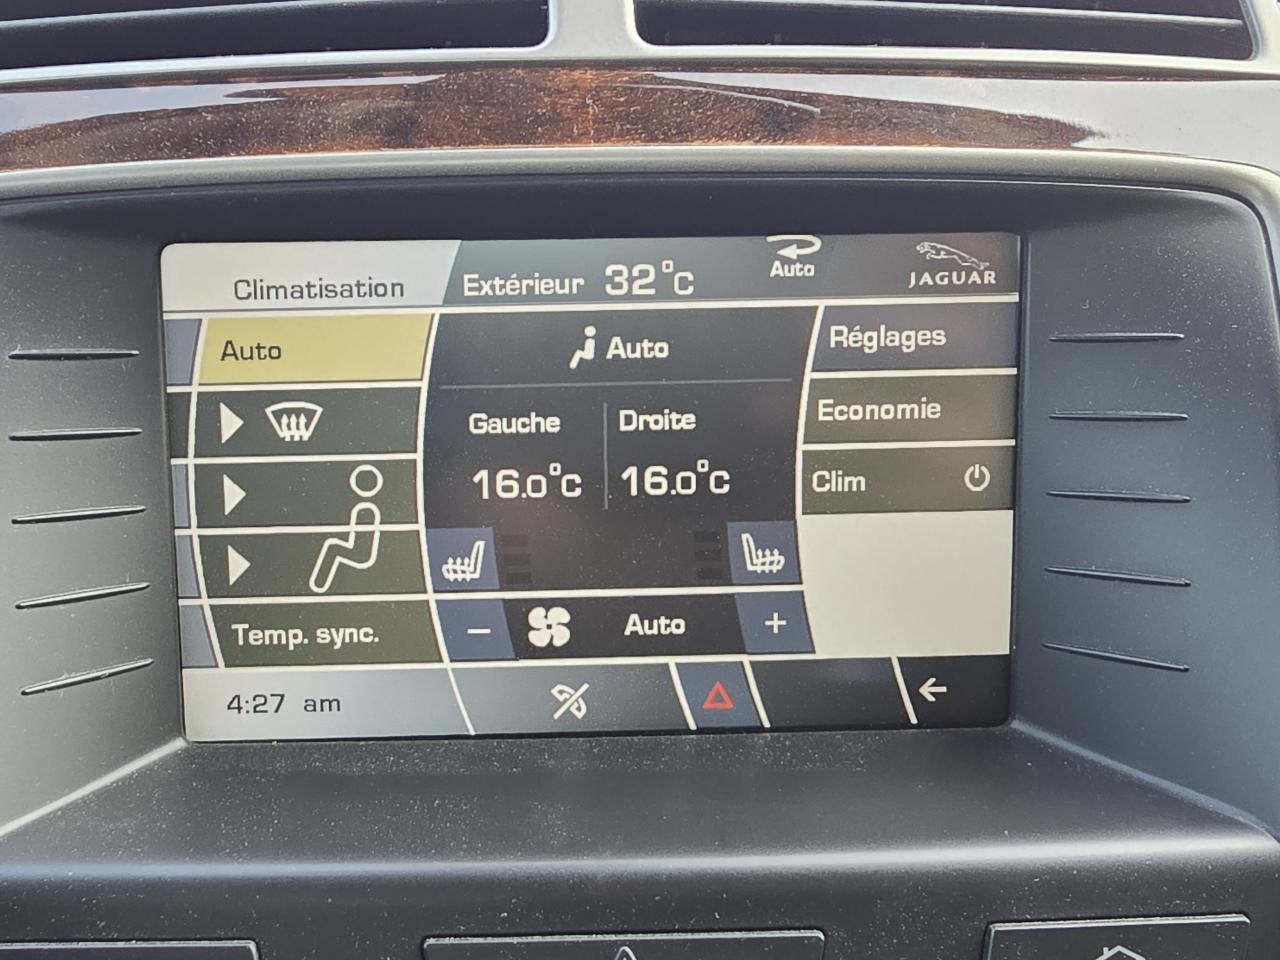 Climatisation
Extérieur 32°C
Auto
JAGUAR
Auto
Auto
Réglages
Gauche
Droite
Economie
16.0°C
16.0°C
Clim
Temp. sync.
- Auto +
4:27 am